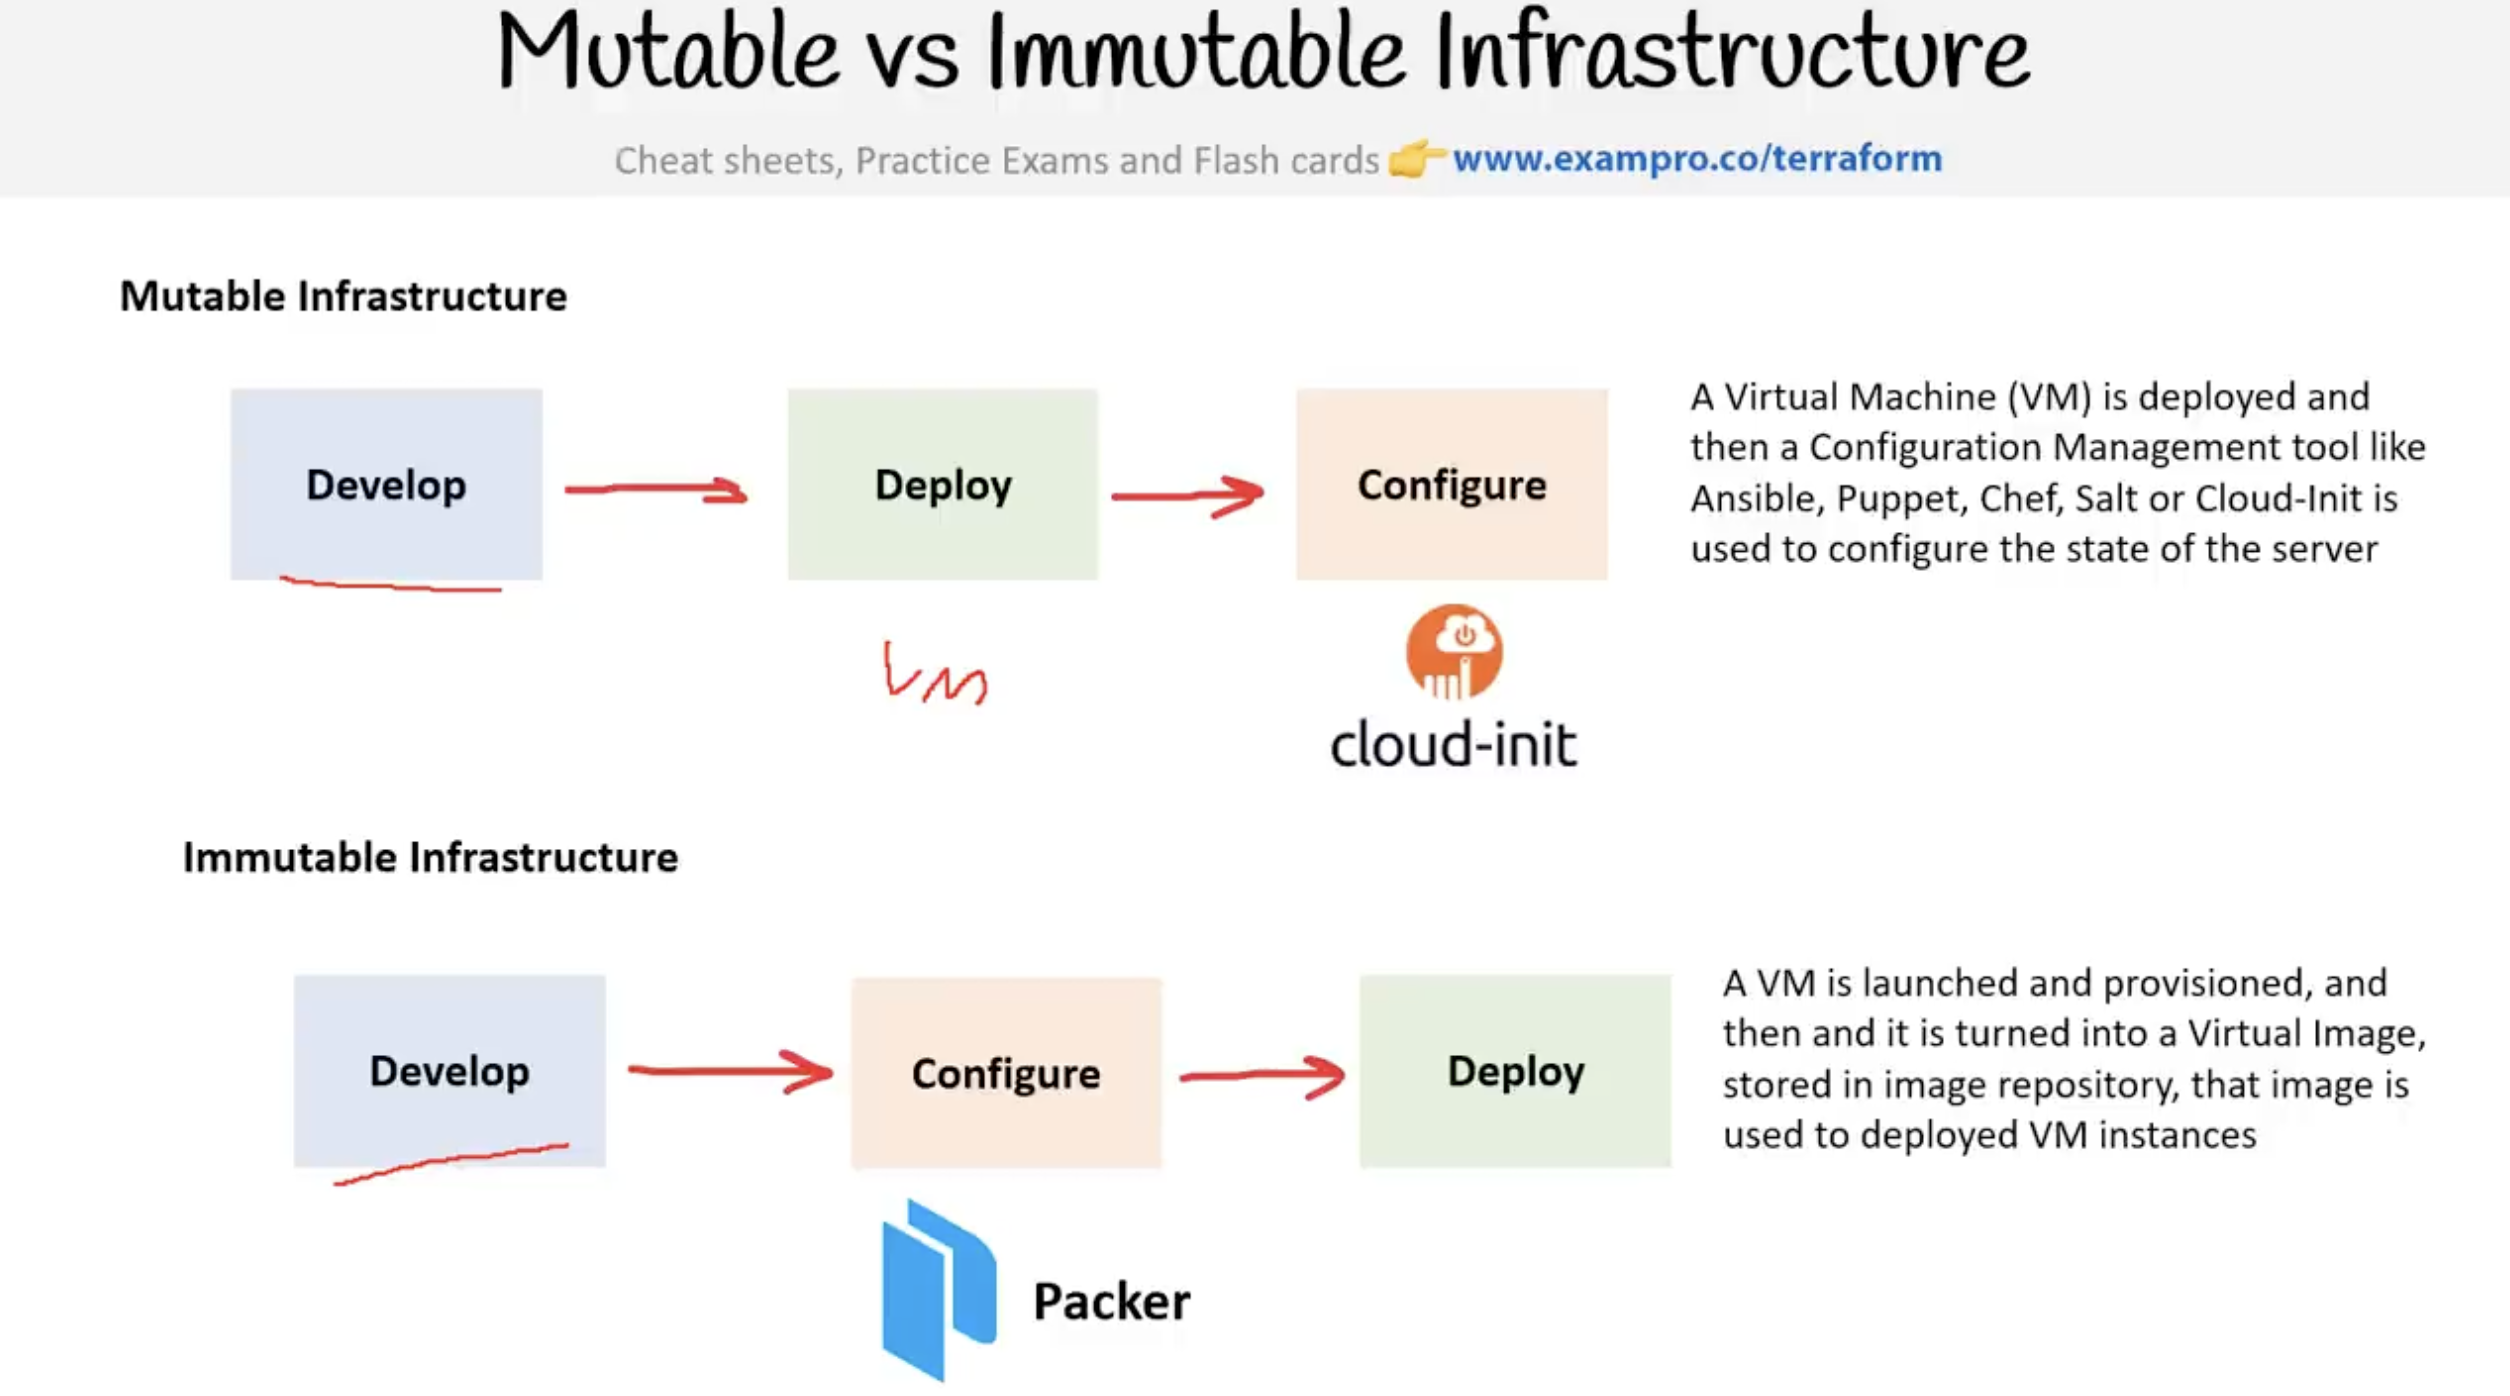 Mutable vs Immutable Infrastructure
Cheat sheets, Practice Exams and Flash cards 👉 www.exampro.co/terraform
Mutable Infrastructure
Develop
Deploy
Configure
A Virtual Machine (VM) is deployed and
then a Configuration Management tool like
Ansible, Puppet, Chef, Salt or Cloud-Init is
used to configure the state of the server
VM
cloud-init
Immutable Infrastructure
Develop
Configure
Deploy
A VM is launched and provisioned, and
then and it is turned into a Virtual Image,
stored in image repository, that image is
used to deployed VM instances
Packer